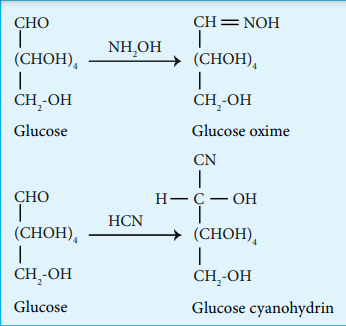 CHO
CH = NOH
NH₂OH
(CHOH)₄
(CHOH)₄
CH₂-OH
CH₂-OH
Glucose
Glucose oxime
CN
CHO
H — C — OH
HCN
(CHOH)₄
(CHOH)₄
CH₂-OH
CH₂-OH
Glucose
Glucose cyanohydrin